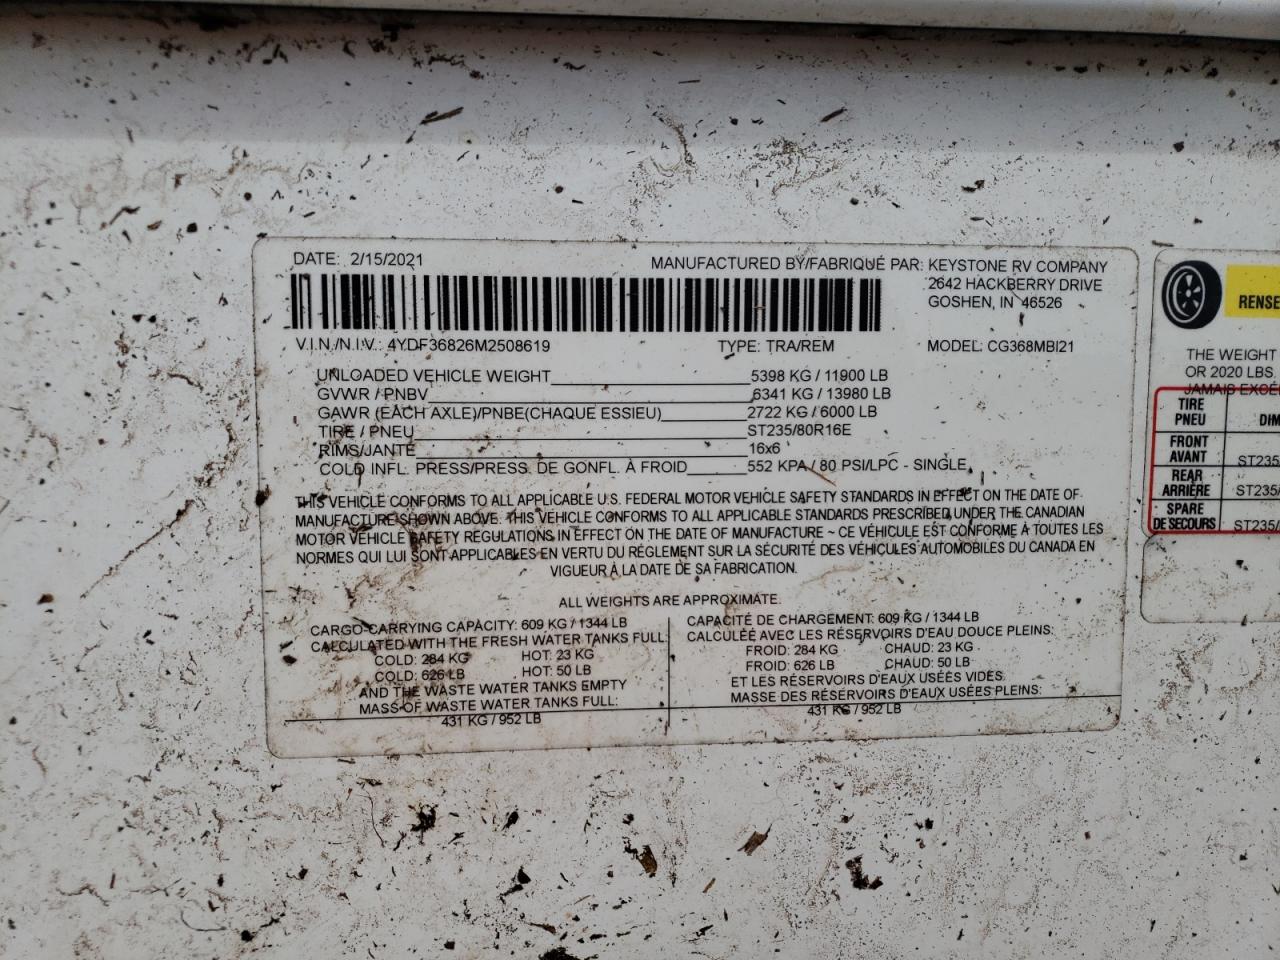 DATE: 2/15/2021
MANUFACTURED BY/FABRIQUÉ PAR: KEYSTONE RV COMPANY
2642 HACKBERRY DRIVE
GOSHEN, IN 46526
V.I.N./N.I.V.: 4YDF36826M2508619 TYPE: TRA/REM MODEL: CG368MBI21
UNLOADED VEHICLE WEIGHT 5398 KG / 11900 LB
GVWR / PNBV 6341 KG / 13980 LB
GAWR (EACH AXLE)/PNBE(CHAQUE ESSIEU) 2722 KG / 6000 LB
TIRE / PNEU ST235/80R16E
RIMS/JANTE 16x6
COLD INFL. PRESS/PRESS. DE GONFL. À FROID 552 KPA / 80 PSI/LPC - SINGLE
THIS VEHICLE CONFORMS TO ALL APPLICABLE U.S. FEDERAL MOTOR VEHICLE SAFETY STANDARDS IN EFFECT ON THE DATE OF
MANUFACTURE SHOWN ABOVE. THIS VEHICLE CONFORMS TO ALL APPLICABLE STANDARDS PRESCRIBED UNDER THE CANADIAN
MOTOR VEHICLE SAFETY REGULATIONS IN EFFECT ON THE DATE OF MANUFACTURE ~ CE VÉHICULE EST CONFORME À TOUTES LES
NORMES QUI LUI SONT APPLICABLES EN VERTU DU RÉGLEMENT SUR LA SÉCURITÉ DES VÉHICULES AUTOMOBILES DU CANADA EN
VIGUEUR À LA DATE DE SA FABRICATION.
ALL WEIGHTS ARE APPROXIMATE.
CARGO CARRYING CAPACITY: 609 KG / 1344 LB
CALCULATED WITH THE FRESH WATER TANKS FULL:
COLD: 284 KG HOT: 23 KG
COLD: 626 LB HOT: 50 LB
AND THE WASTE WATER TANKS EMPTY
MASS OF WASTE WATER TANKS FULL:
431 KG / 952 LB
CAPACITÉ DE CHARGEMENT: 609 KG / 1344 LB
CALCULÉE AVEC LES RÉSERVOIRS D'EAU DOUCE PLEINS:
FROID: 284 KG CHAUD: 23 KG
FROID: 626 LB CHAUD: 50 LB
ET LES RÉSERVOIRS D'EAUX USÉES VIDES
MASSE DES RÉSERVOIRS D'EAUX USÉES PLEINS:
431 KG / 952 LB
RENSE
THE WEIGHT
OR 2020 LBS.
JAMAIS EXCÉ
TIRE
PNEU
DIM
FRONT
AVANT
ST235
REAR
ARRIÈRE
ST235/
SPARE
DE SECOURS
ST235/